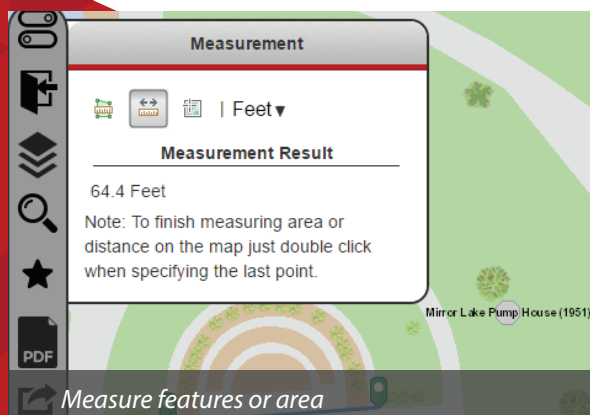 Measurement
| Feet ▾
Measurement Result
64.4 Feet
Note: To finish measuring area or
distance on the map just double click
when specifying the last point.
Mirror Lake Pump House (1951)
PDF
Measure features or area